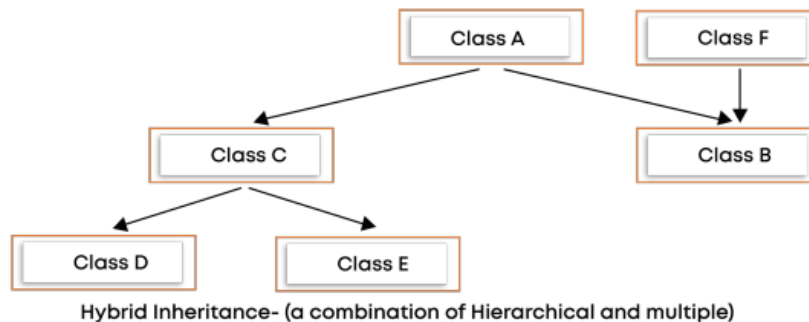 Class A
Class F
Class C
Class B
Class D
Class E
Hybrid Inheritance- (a combination of Hierarchical and multiple)